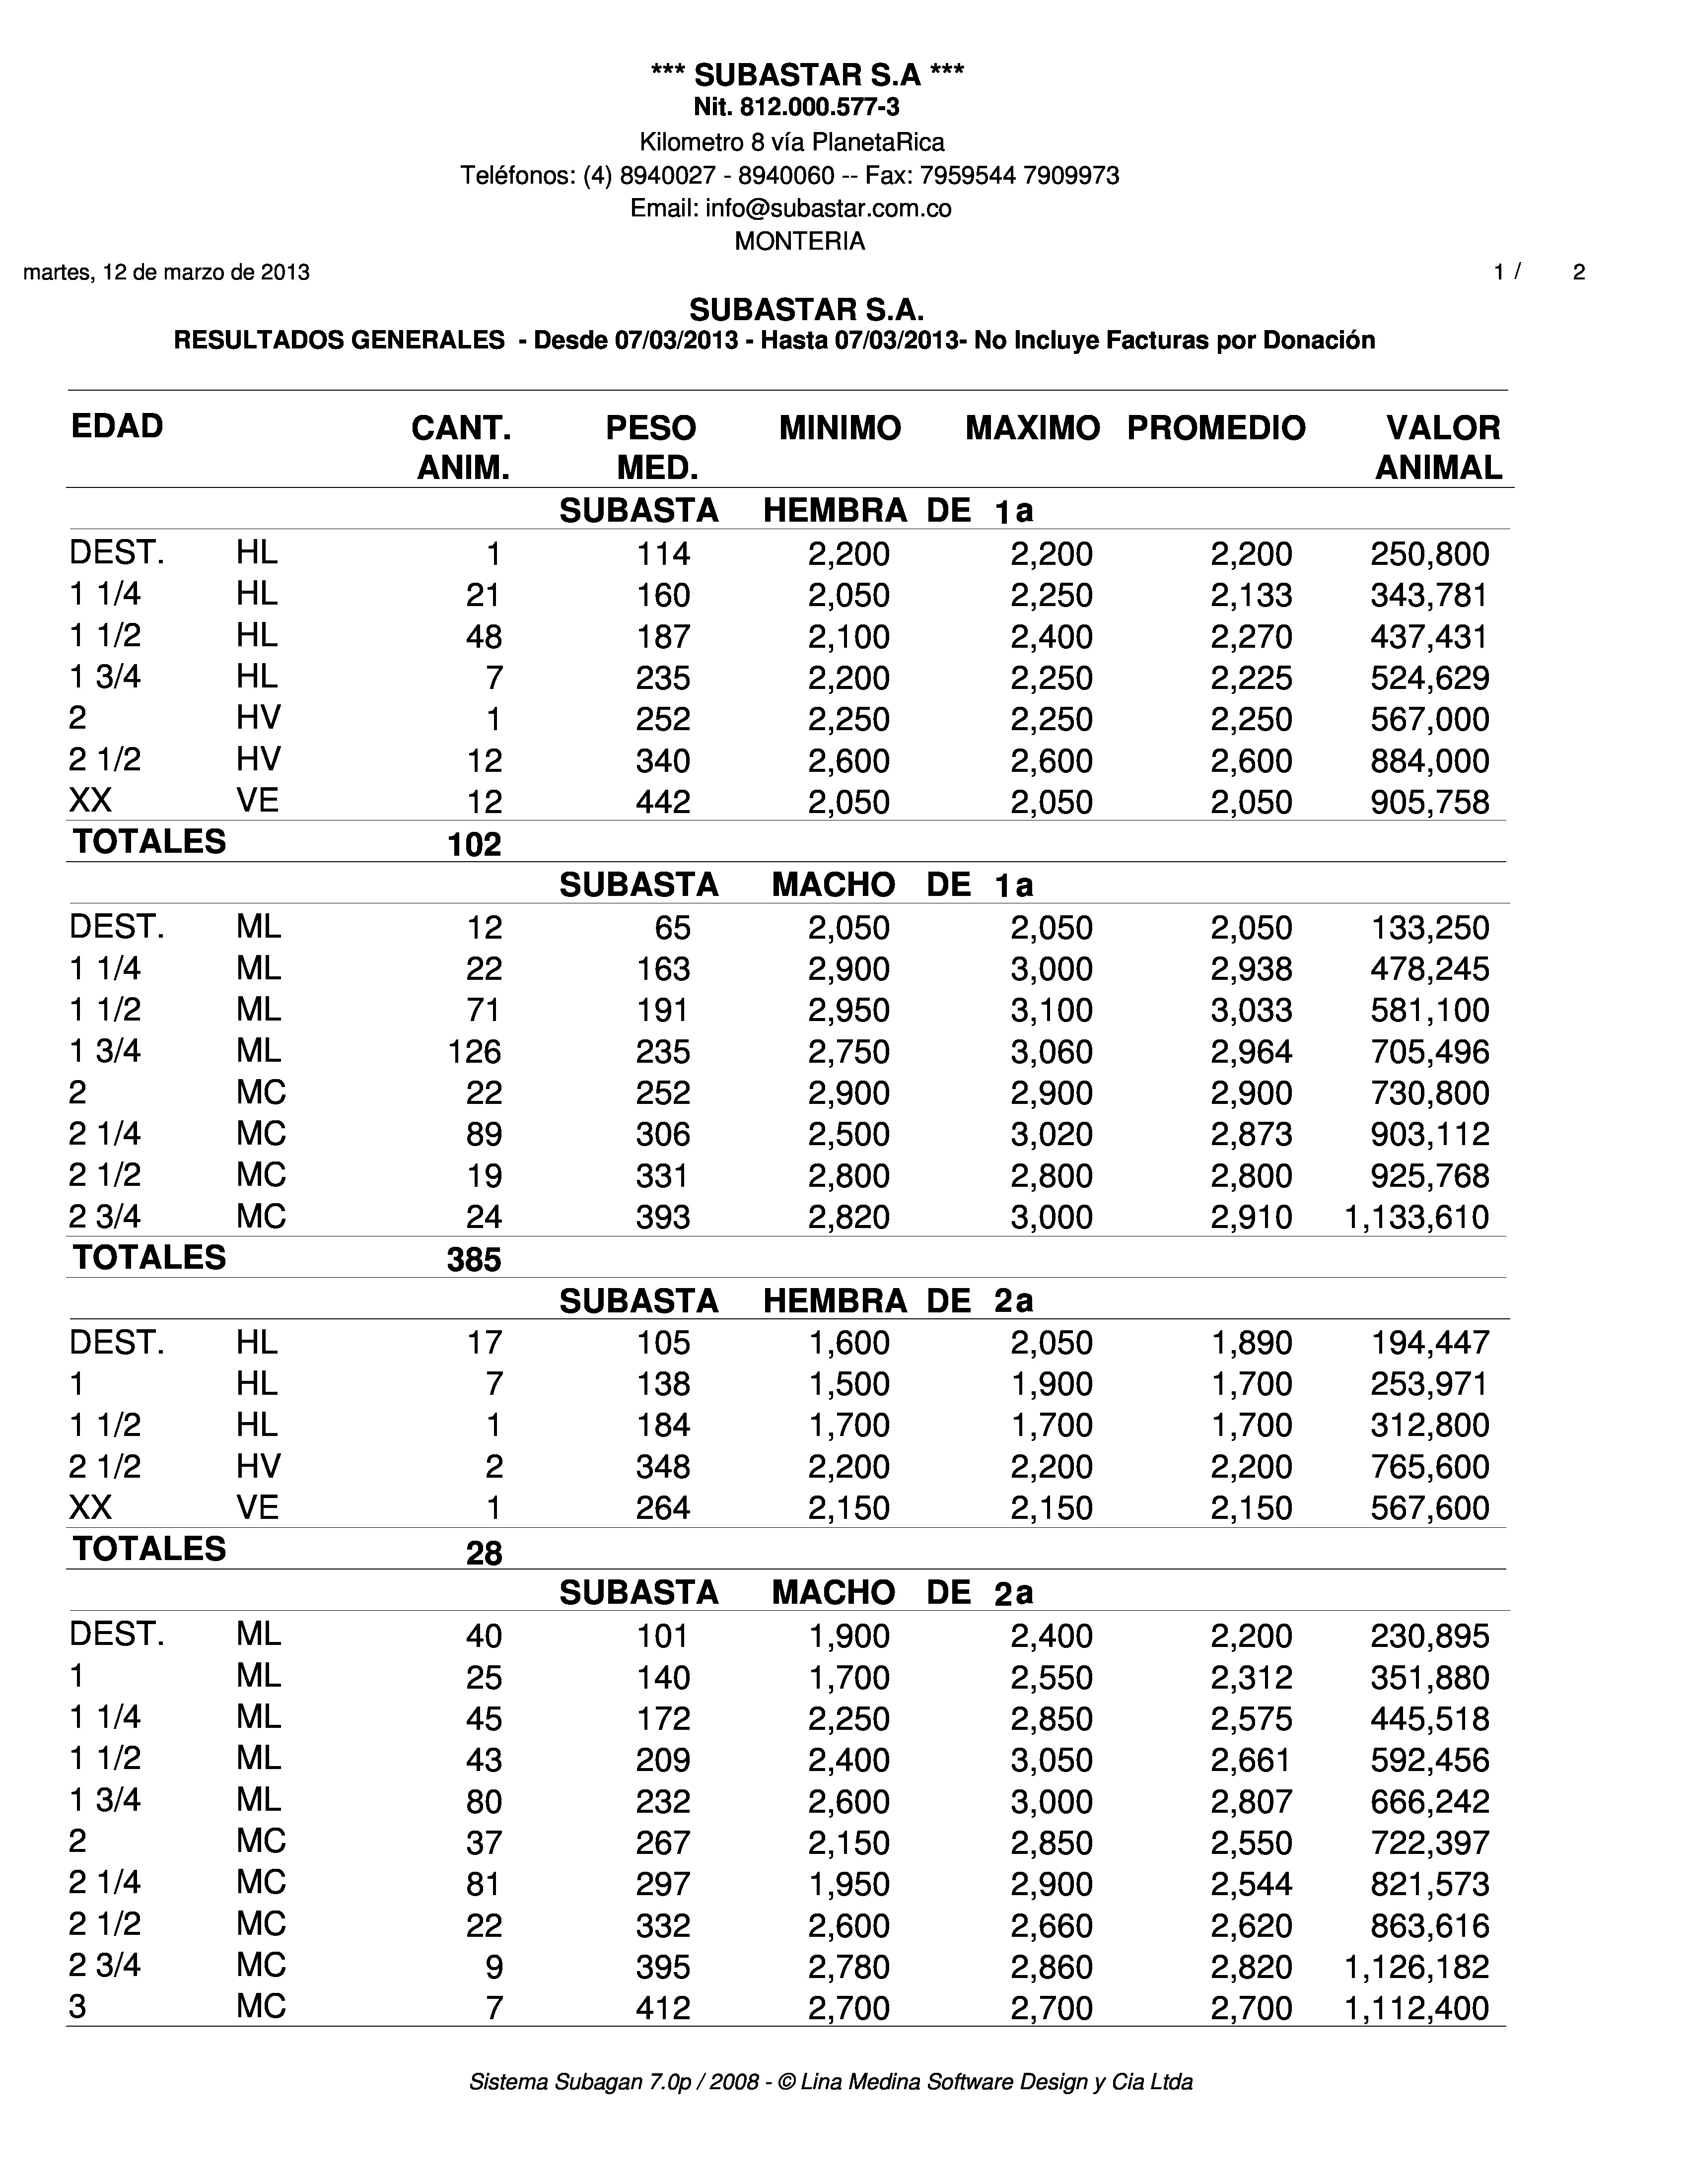 *** SUBASTAR S.A ***
Nit. 812.000.577-3
Kilometro 8 vía PlanetaRica
Teléfonos: (4) 8940027 - 8940060 -- Fax: 7959544 7909973
Email: info@subastar.com.co
MONTERIA
martes, 12 de marzo de 2013 1 / 2
SUBASTAR S.A.
RESULTADOS GENERALES - Desde 07/03/2013 - Hasta 07/03/2013- No Incluye Facturas por Donación
EDAD CANT. PESO MINIMO MAXIMO PROMEDIO VALOR
ANIM. MED. ANIMAL
SUBASTA HEMBRA DE 1a
DEST. HL 1 114 2,200 2,200 2,200 250,800
1 1/4 HL 21 160 2,050 2,250 2,133 343,781
1 1/2 HL 48 187 2,100 2,400 2,270 437,431
1 3/4 HL 7 235 2,200 2,250 2,225 524,629
2 HV 1 252 2,250 2,250 2,250 567,000
2 1/2 HV 12 340 2,600 2,600 2,600 884,000
XX VE 12 442 2,050 2,050 2,050 905,758
TOTALES 102
SUBASTA MACHO DE 1a
DEST. ML 12 65 2,050 2,050 2,050 133,250
1 1/4 ML 22 163 2,900 3,000 2,938 478,245
1 1/2 ML 71 191 2,950 3,100 3,033 581,100
1 3/4 ML 126 235 2,750 3,060 2,964 705,496
2 MC 22 252 2,900 2,900 2,900 730,800
2 1/4 MC 89 306 2,500 3,020 2,873 903,112
2 1/2 MC 19 331 2,800 2,800 2,800 925,768
2 3/4 MC 24 393 2,820 3,000 2,910 1,133,610
TOTALES 385
SUBASTA HEMBRA DE 2a
DEST. HL 17 105 1,600 2,050 1,890 194,447
1 HL 7 138 1,500 1,900 1,700 253,971
1 1/2 HL 1 184 1,700 1,700 1,700 312,800
2 1/2 HV 2 348 2,200 2,200 2,200 765,600
XX VE 1 264 2,150 2,150 2,150 567,600
TOTALES 28
SUBASTA MACHO DE 2a
DEST. ML 40 101 1,900 2,400 2,200 230,895
1 ML 25 140 1,700 2,550 2,312 351,880
1 1/4 ML 45 172 2,250 2,850 2,575 445,518
1 1/2 ML 43 209 2,400 3,050 2,661 592,456
1 3/4 ML 80 232 2,600 3,000 2,807 666,242
2 MC 37 267 2,150 2,850 2,550 722,397
2 1/4 MC 81 297 1,950 2,900 2,544 821,573
2 1/2 MC 22 332 2,600 2,660 2,620 863,616
2 3/4 MC 9 395 2,780 2,860 2,820 1,126,182
3 MC 7 412 2,700 2,700 2,700 1,112,400
Sistema Subagan 7.0p / 2008 - © Lina Medina Software Design y Cia Ltda